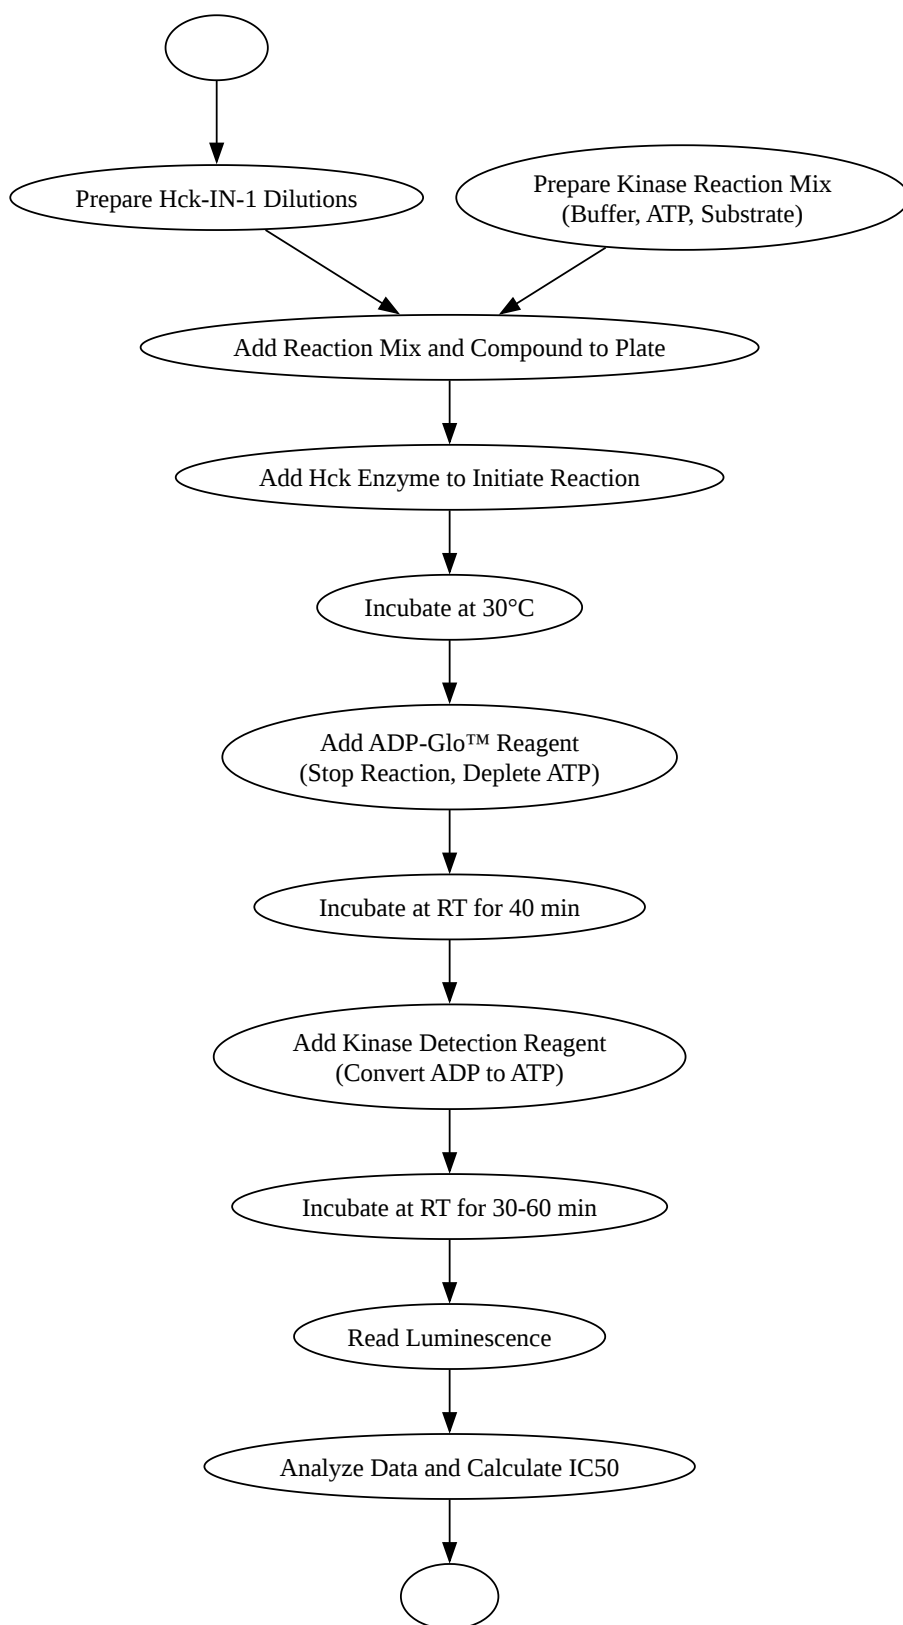 Prepare Hck-IN-1 Dilutions
Prepare Kinase Reaction Mix
(Buffer, ATP, Substrate)
Add Reaction Mix and Compound to Plate
Add Hck Enzyme to Initiate Reaction
Incubate at 30°C
Add ADP-Glo™ Reagent
(Stop Reaction, Deplete ATP)
Incubate at RT for 40 min
Add Kinase Detection Reagent
(Convert ADP to ATP)
Incubate at RT for 30-60 min
Read Luminescence
Analyze Data and Calculate IC50